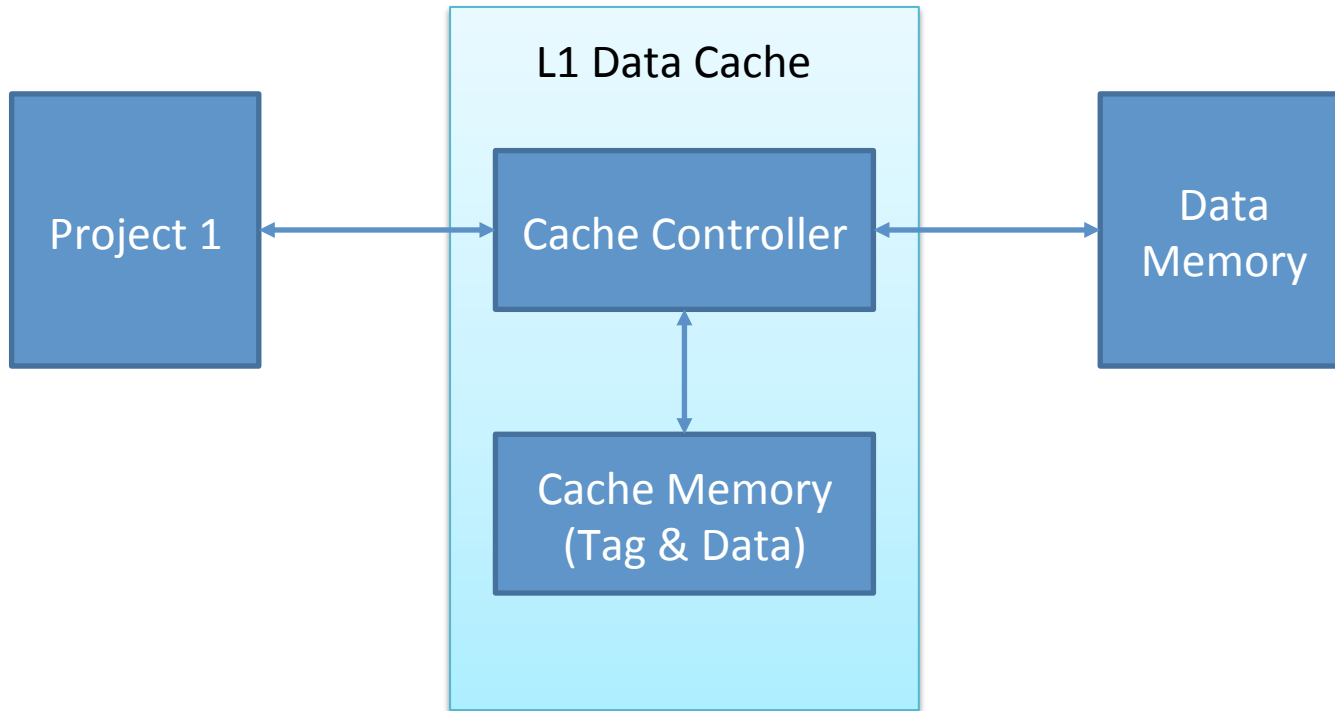 L1 Data Cache
Project 1
Cache Controller
Data
Memory
Cache Memory
(Tag & Data)